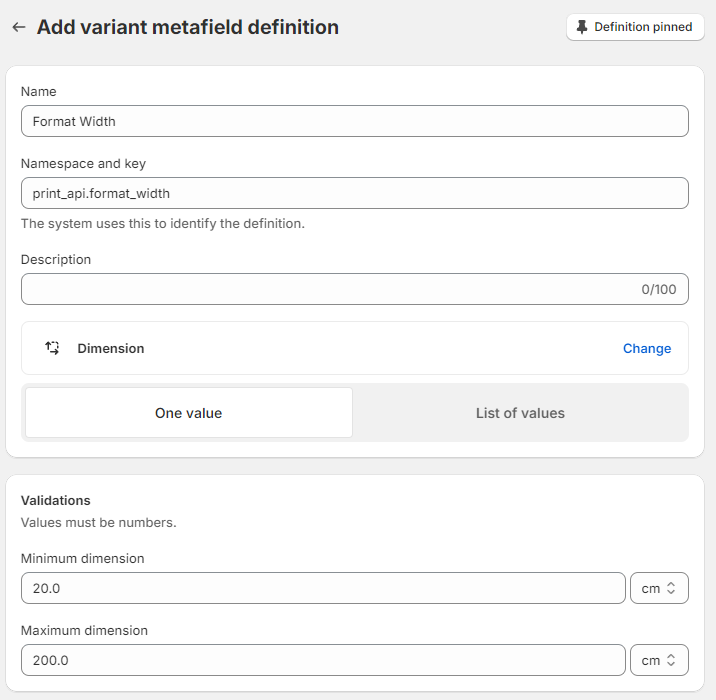 Add variant metafield definition
Definition pinned
Name
Format Width
Namespace and key
print_api.format_width
The system uses this to identify the definition.
Description
0/100
Dimension
Change
One value
List of values
Validations
Values must be numbers.
Minimum dimension
20.0
cm
Maximum dimension
200.0
cm